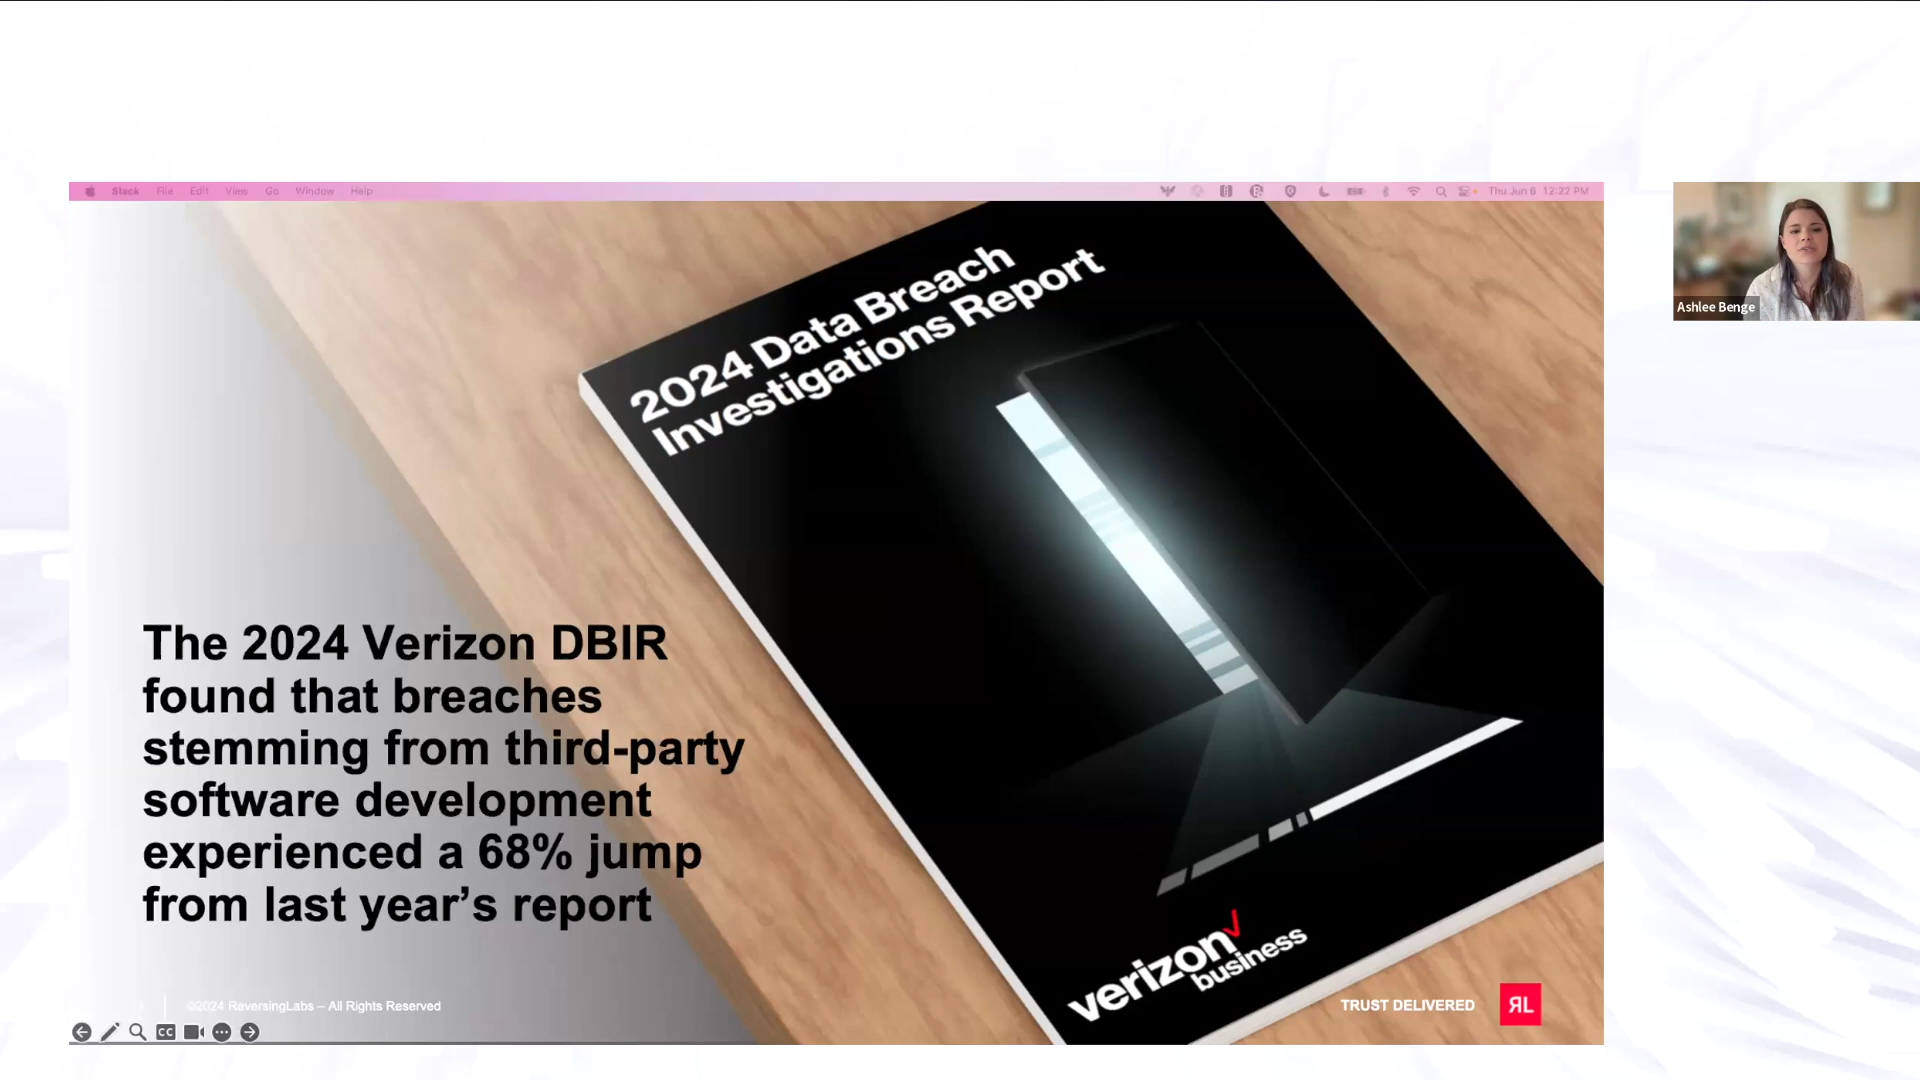 Slack File Edit View Go Window Help
Thu Jun 6 12:22 PM
2024 Data Breach
Investigations Report
Ashlee Benge
The 2024 Verizon DBIR
found that breaches
stemming from third-party
software development
experienced a 68% jump
from last year’s report
verizon
business
©2024 ReversingLabs – All Rights Reserved
TRUST DELIVERED
RL
CC